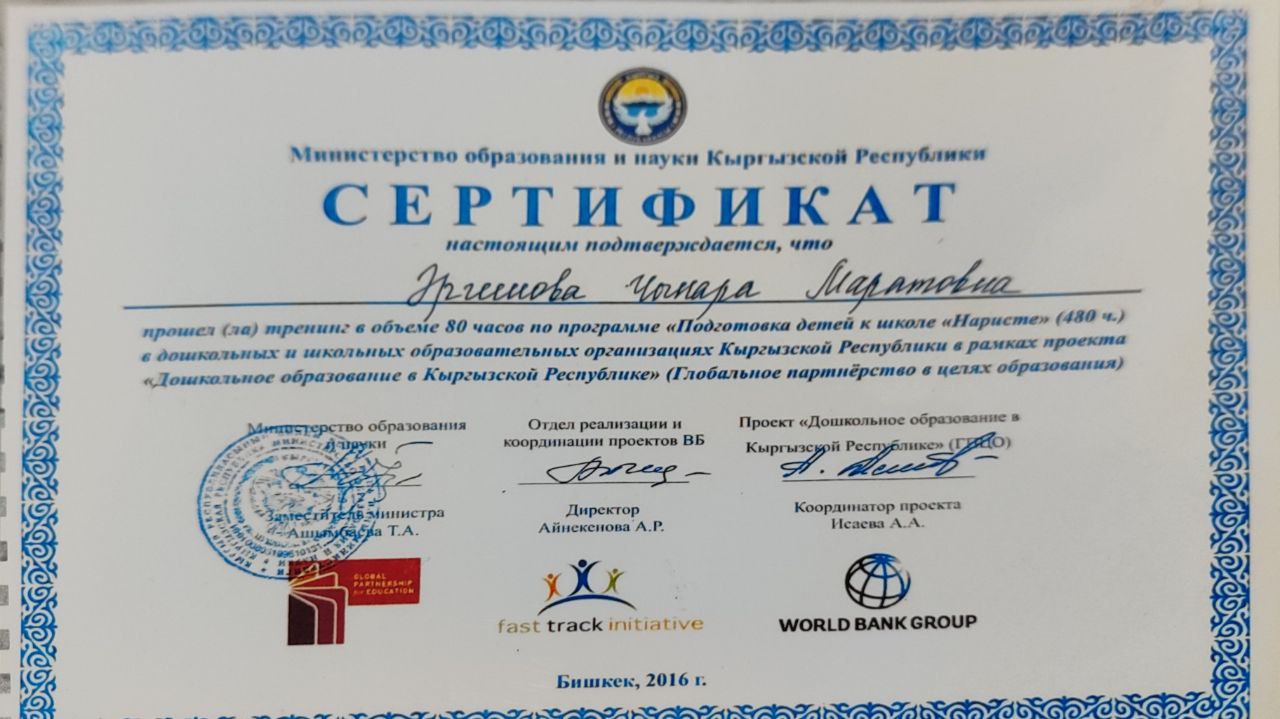 Министерство образования и науки Кыргызской Республики
СЕРТИФИКАТ
настоящим подтверждается, что
Чынара Маратовна
прошел (ла) тренинг в объеме 80 часов по программе «Подготовка детей к школе «Наристе» (480 ч.)
в дошкольных и школьных образовательных организациях Кыргызской Республики в рамках проекта
«Дошкольное образование в Кыргызской Республике» (Глобальное партнёрство в целях образования)
Министерство образования
и науки
Заместитель министра
Ашымбаева Т.А.
Отдел реализации и
координации проектов ВБ
Директор
Айнекенова А.Р.
Проект «Дошкольное образование в
Кыргызской Республике» (ГПЦО)
Координатор проекта
Исаева А.А.
GLOBAL
PARTNERSHIP
for EDUCATION
fast track initiative
WORLD BANK GROUP
Бишкек, 2016 г.